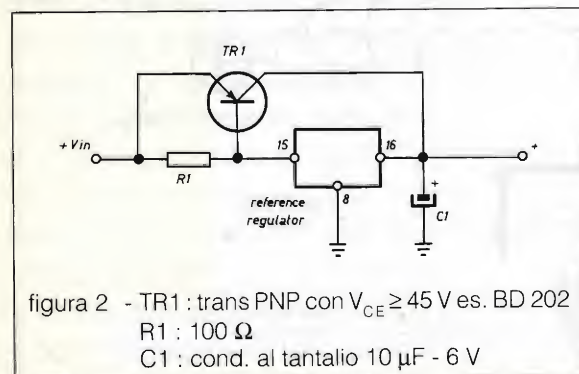 TR1
+Vin
R1
15
16
+
8
reference
regulator
+
C1
figura 2 - TR1 : trans PNP con VCE ≥ 45 V es. BD 202
R1 : 100 Ω
C1 : cond. al tantalio 10 µF - 6 V